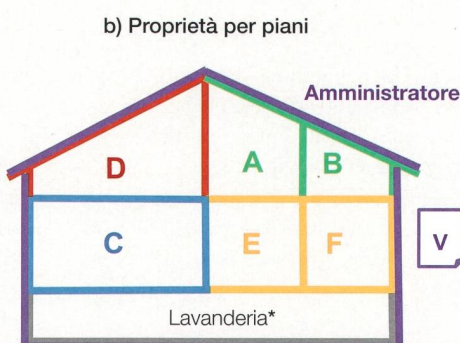 b) Proprietà per piani
Amministratore
D
A
B
C
E
F
V
Lavanderia*